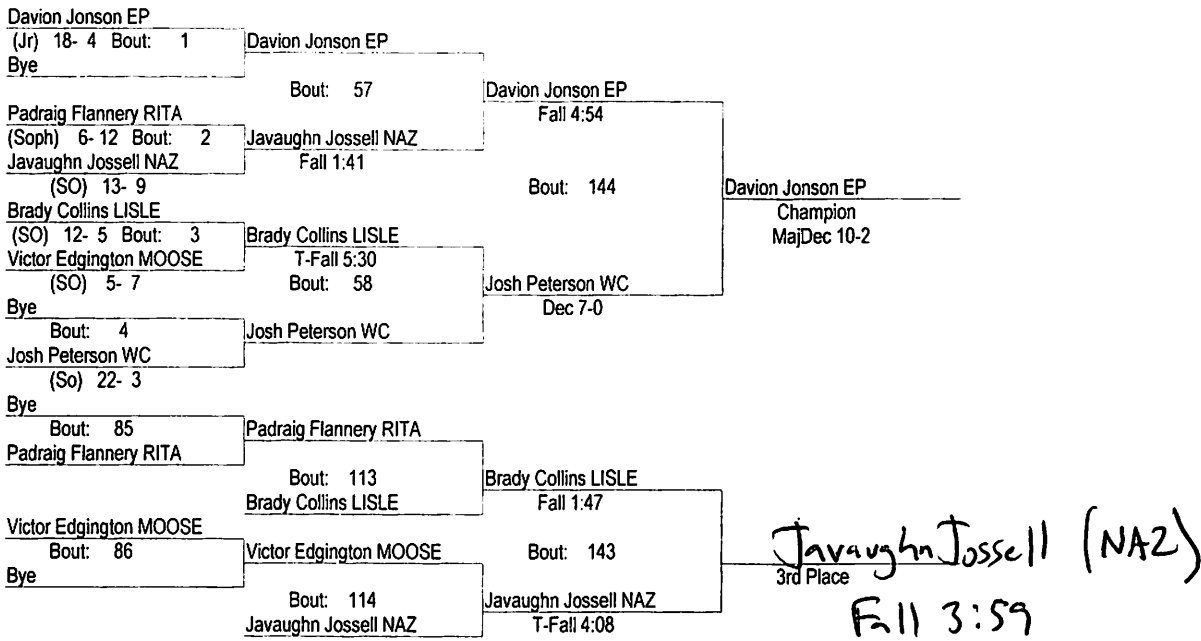 Davion Jonson EP
(Jr) 18- 4 Bout: 1
Bye
Davion Jonson EP
Bout: 57
Padraig Flannery RITA
(Soph) 6- 12 Bout: 2
Javaughn Jossell NAZ
(SO) 13- 9
Javaughn Jossell NAZ
Fall 1:41
Davion Jonson EP
Fall 4:54
Bout: 144
Brady Collins LISLE
(SO) 12- 5 Bout: 3
Victor Edgington MOOSE
(SO) 5- 7
Brady Collins LISLE
T-Fall 5:30
Bout: 58
Bye
Bout: 4
Josh Peterson WC
(So) 22- 3
Josh Peterson WC
Josh Peterson WC
Dec 7-0
Davion Jonson EP
Champion
MajDec 10-2
Bye
Bout: 85
Padraig Flannery RITA
Padraig Flannery RITA
Bout: 113
Brady Collins LISLE
Brady Collins LISLE
Fall 1:47
Bout: 143
Victor Edgington MOOSE
Bout: 86
Bye
Victor Edgington MOOSE
Bout: 114
Javaughn Jossell NAZ
Javaughn Jossell NAZ
T-Fall 4:08
Javaughn Jossell (NAZ)
3rd Place
Fall 3:59